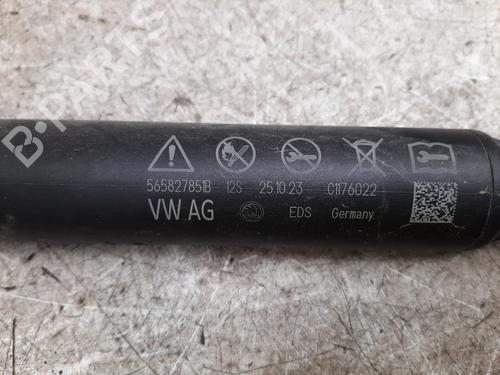 B-PARTS
565827851B 12S 25.10.23 C1176022
VW AG EDS Germany